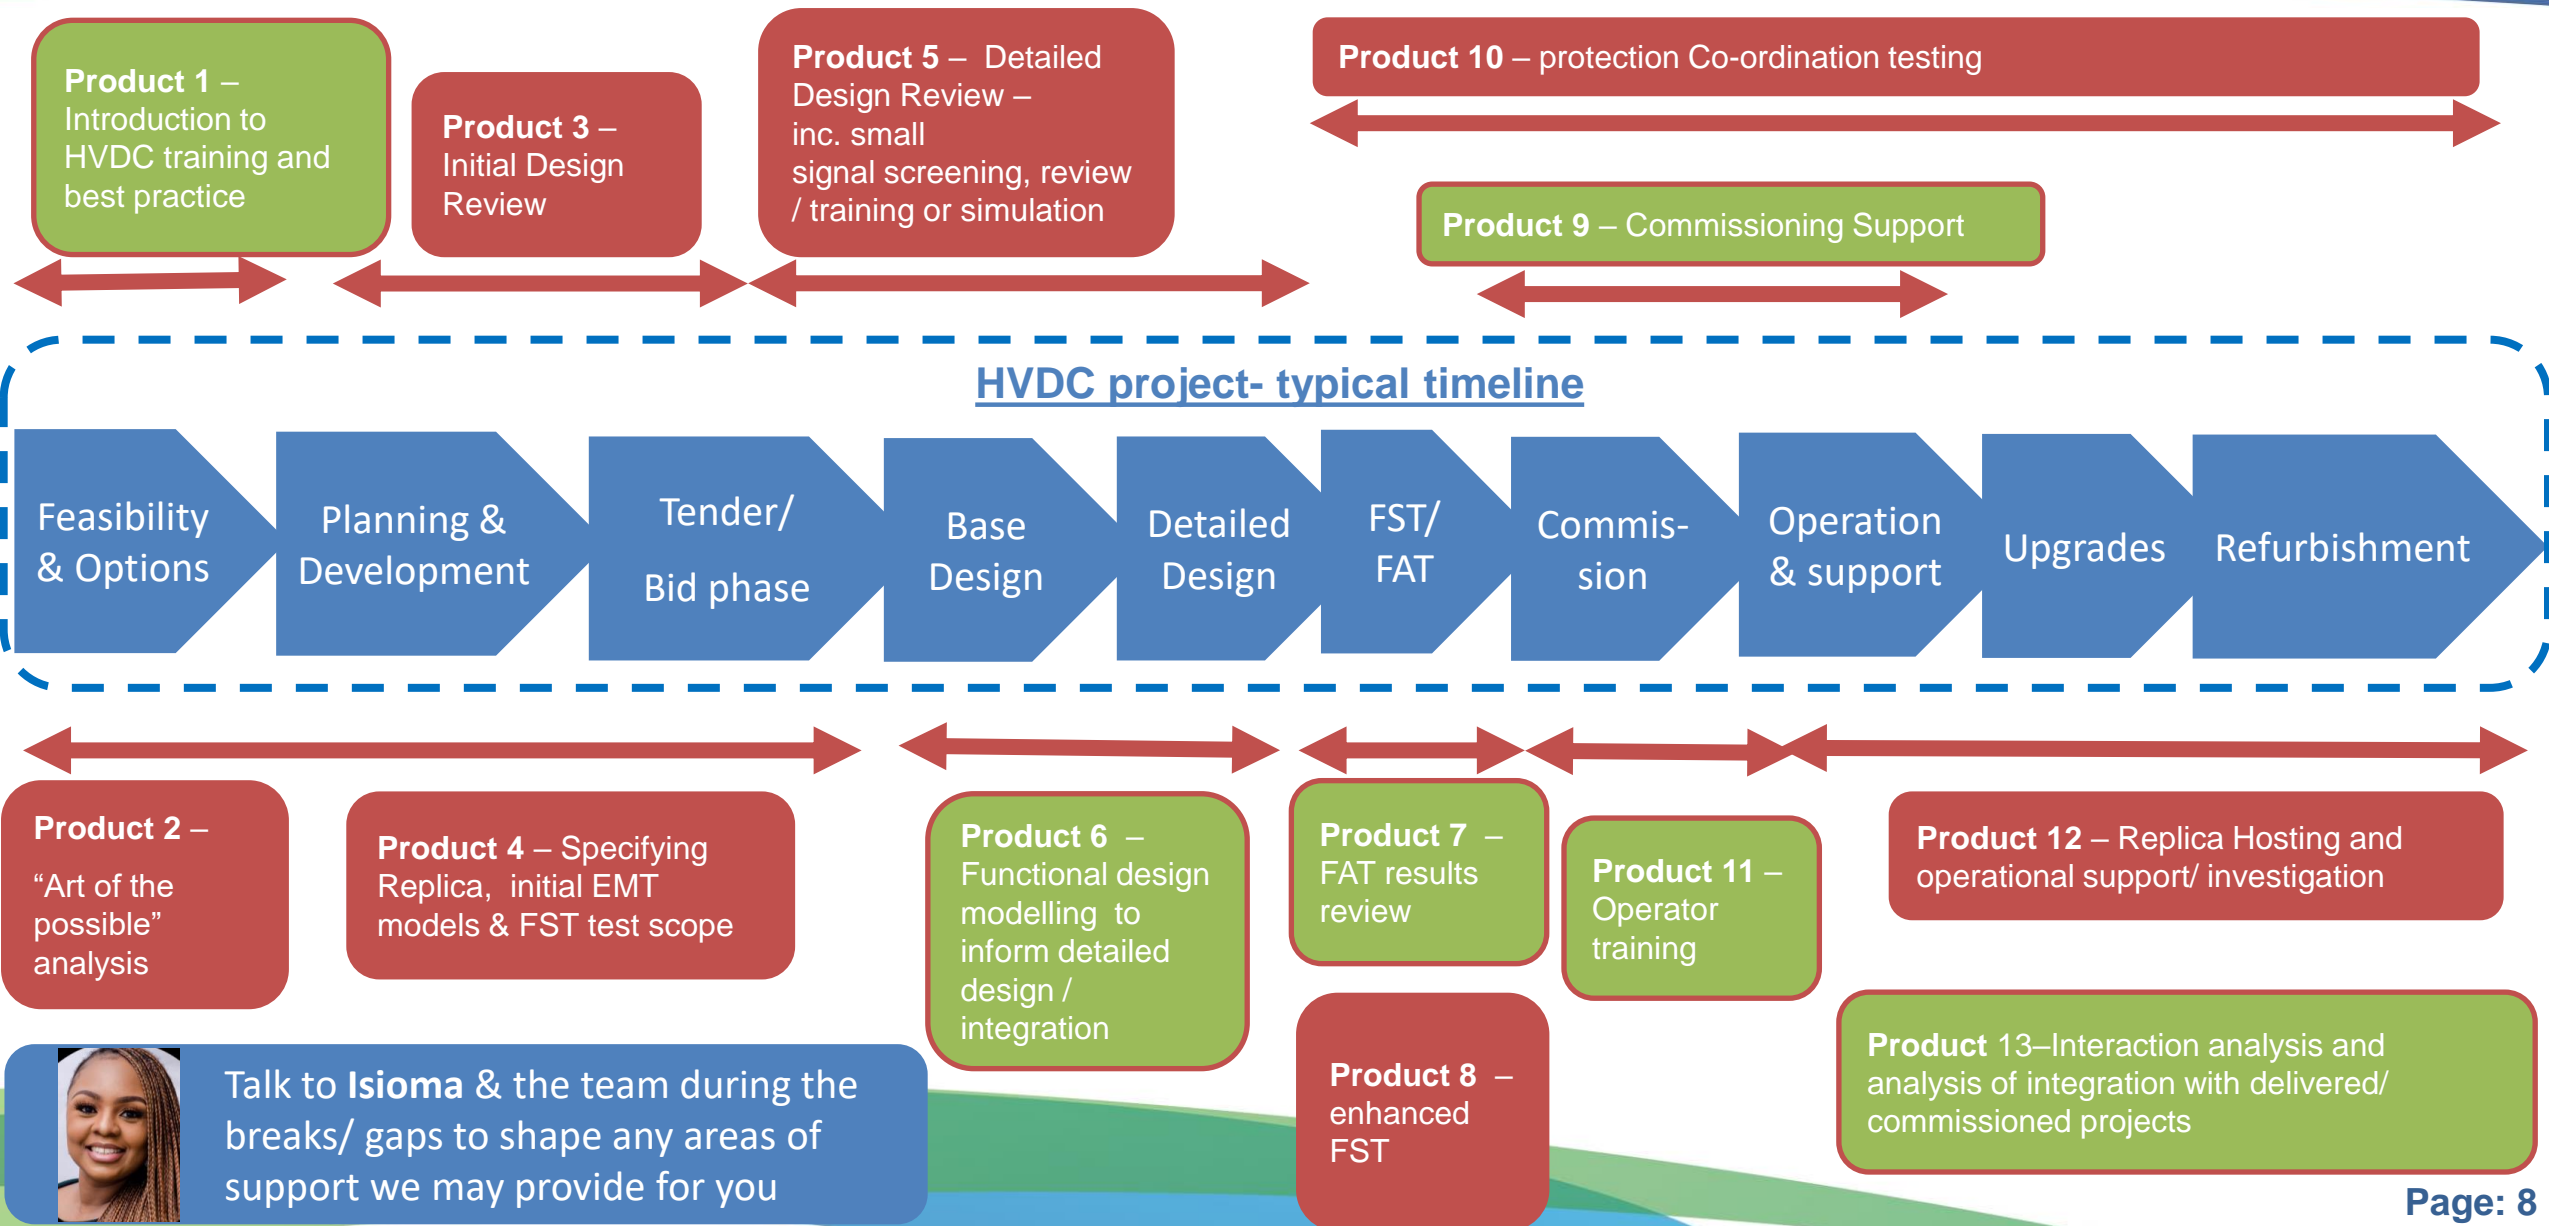 Product 1 –
Introduction to
HVDC training and
best practice
Product 3 –
Initial Design
Review
Product 5 – Detailed
Design Review –
inc. small
signal screening, review
/ training or simulation
Product 10 – protection Co-ordination testing
Product 9 – Commissioning Support
HVDC project- typical timeline
Feasibility
& Options
Planning &
Development
Tender/
Bid phase
Base
Design
Detailed
Design
FST/
FAT
Commis-
sion
Operation
& support
Upgrades
Refurbishment
Product 2 –
“Art of the
possible”
analysis
Product 4 – Specifying
Replica, initial EMT
models & FST test scope
Product 6 –
Functional design
modelling to
inform detailed
design /
integration
Product 7 –
FAT results
review
Product 8 –
enhanced
FST
Product 11 –
Operator
training
Product 12 – Replica Hosting and
operational support/ investigation
Product 13–Interaction analysis and
analysis of integration with delivered/
commissioned projects
Talk to Isioma & the team during the
breaks/ gaps to shape any areas of
support we may provide for you
Page: 8